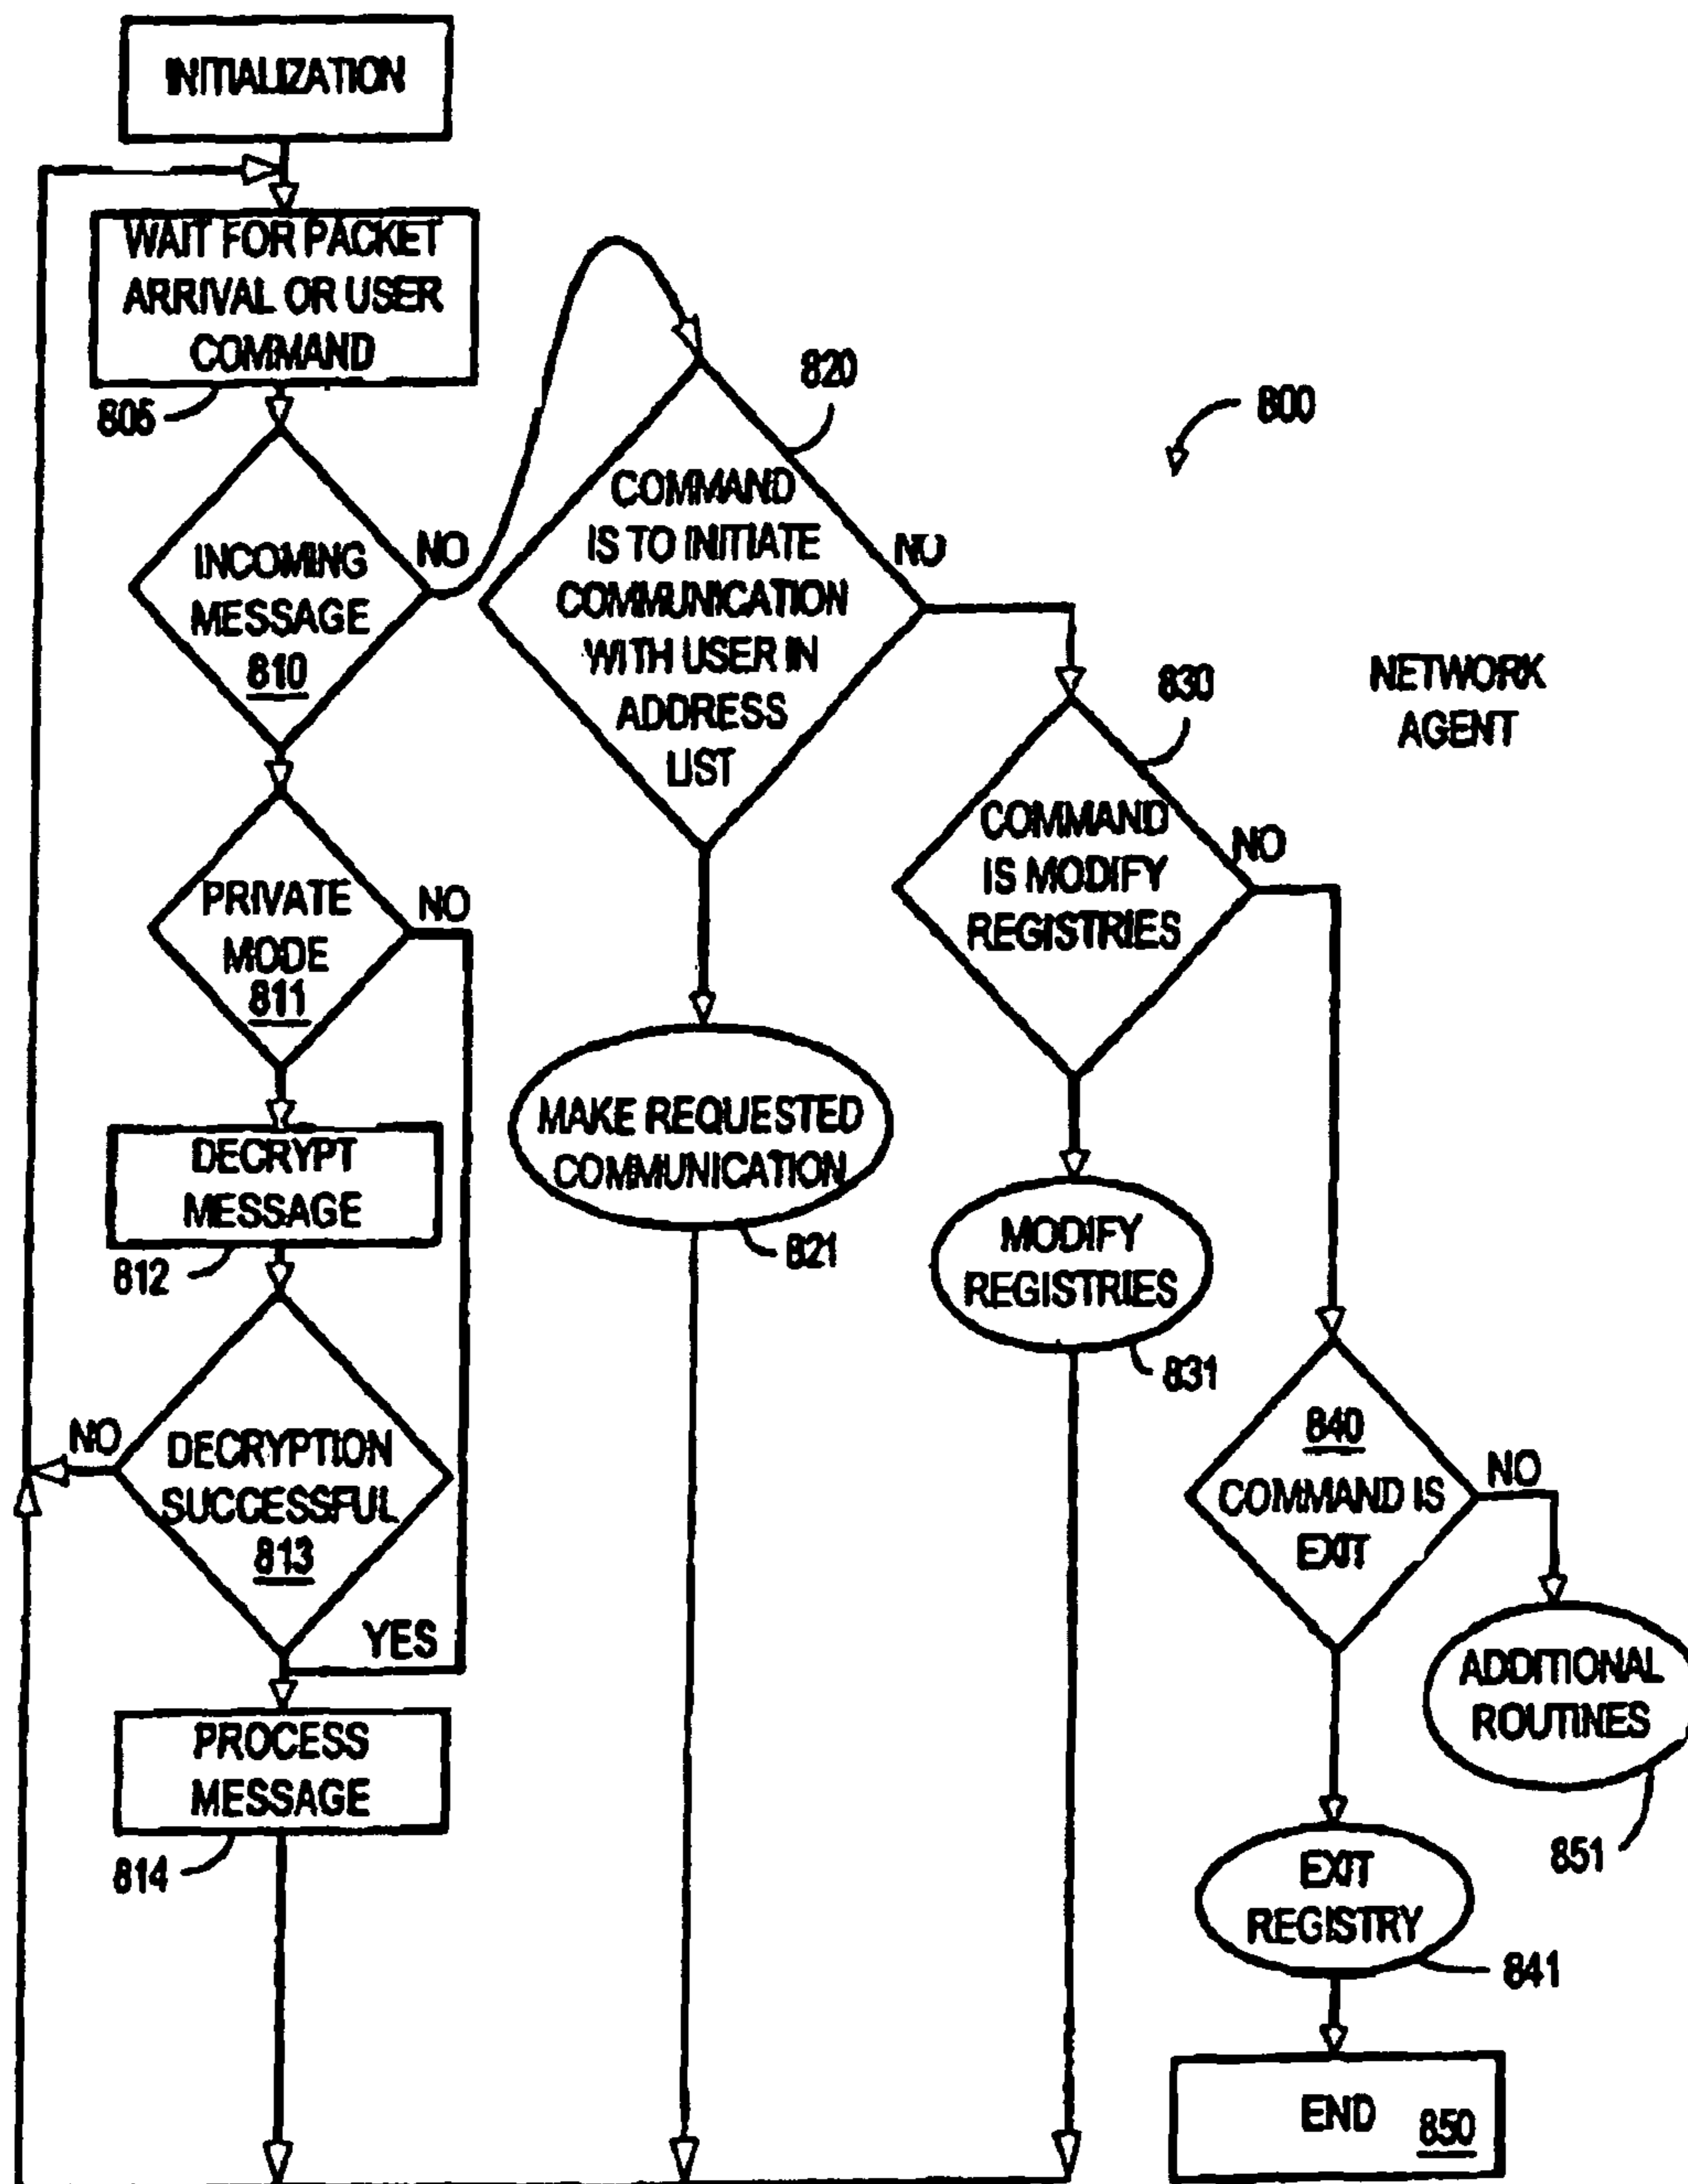 INITIALIZATION
WAIT FOR PACKET
ARRIVAL OR USER
COMMAND
805
INCOMING
MESSAGE
810
NO
PRIVATE
MODE
811
NO
DECRYPT
MESSAGE
812
DECRYPTION
SUCCESSFUL
813
NO
YES
PROCESS
MESSAGE
814
820
COMMAND
IS TO INITIATE
COMMUNICATION
WITH USER IN
ADDRESS
LIST
NO
MAKE REQUESTED
COMMUNICATION
821
800
NETWORK
AGENT
830
COMMAND
IS MODIFY
REGISTRIES
NO
MODIFY
REGISTRIES
831
840
COMMAND IS
EXIT
NO
ADDITIONAL
ROUTINES
851
EXIT
REGISTRY
841
END
850